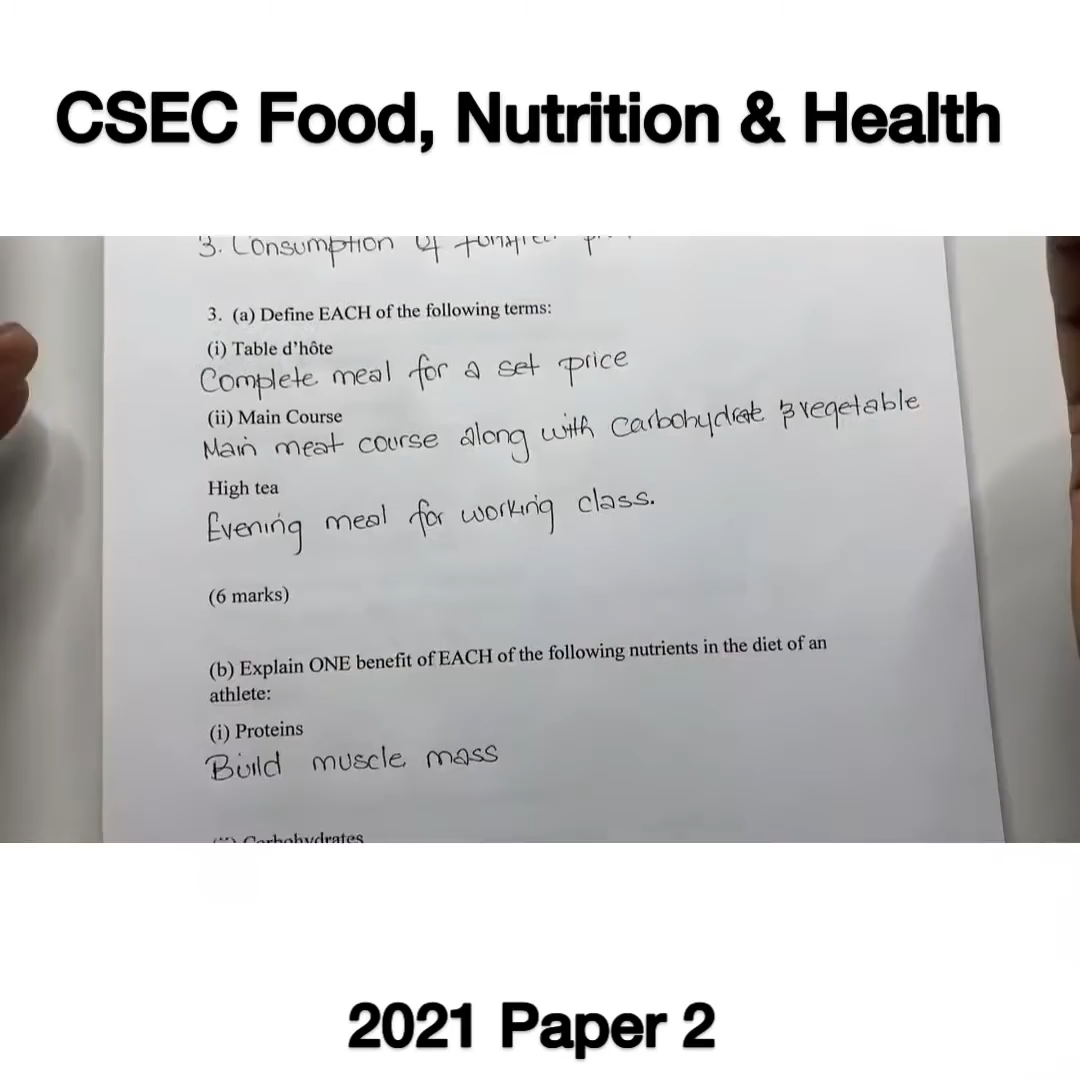 CSEC Food, Nutrition & Health
3. Consumption of
3. (a) Define EACH of the following terms:
(i) Table d'hôte
Complete meal for a set price
(ii) Main Course
Main meat course along with carbohydrate & vegetable
High tea
Evening meal for working class.
(6 marks)
(b) Explain ONE benefit of EACH of the following nutrients in the diet of an
athlete:
(i) Proteins
Build muscle mass
Carbohydrates
2021 Paper 2